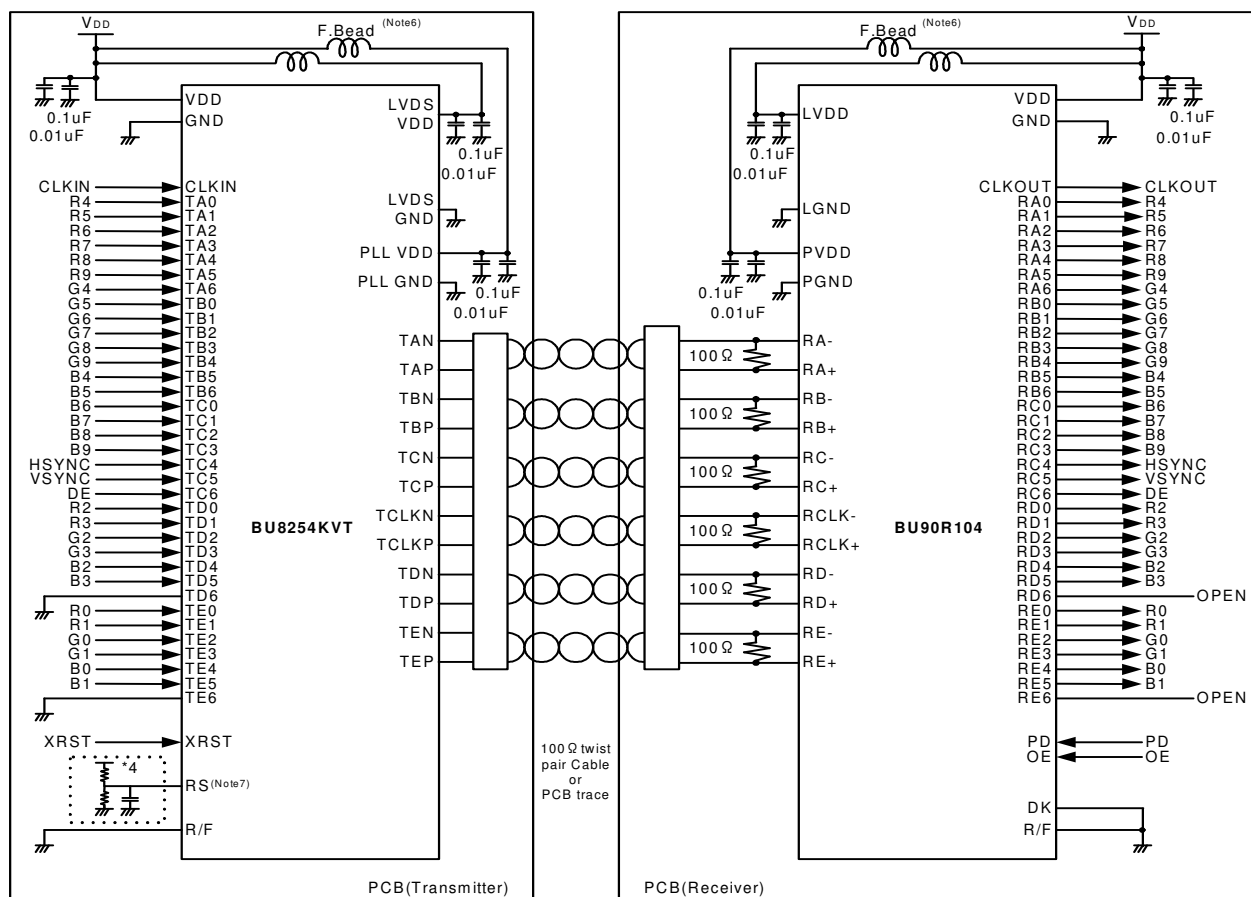 VDD
F.Bead (Note6)
0.1uF
0.01uF
VDD
GND
LVDS
VDD
0.1uF
0.01uF
LVDS
GND
PLL VDD
PLL GND
0.1uF
0.01uF
CLKIN CLKIN
R4 TA0
R5 TA1
R6 TA2
R7 TA3
R8 TA4
R9 TA5
G4 TA6
G5 TB0
G6 TB1
G7 TB2
G8 TB3
G9 TB4
B4 TB5
B5 TB6
B6 TC0
B7 TC1
B8 TC2
B9 TC3
HSYNC TC4
VSYNC TC5
DE TC6
R2 TD0
R3 TD1
G2 TD2
G3 TD3
B2 TD4
B3 TD5
TD6
R0 TE0
R1 TE1
G0 TE2
G1 TE3
B0 TE4
B1 TE5
TE6
XRST XRST
*4
RS(Note7)
R/F
BU8254KVT
TAN
TAP
TBN
TBP
TCN
TCP
TCLKN
TCLKP
TDN
TDP
TEN
TEP
PCB(Transmitter)
100Ω twist
pair Cable
or
PCB trace
F.Bead (Note6)
VDD
0.1uF
0.01uF
LVDD
0.1uF
0.01uF
LGND
PVDD
PGND
0.1uF
0.01uF
100Ω
RA-
RA+
100Ω
RB-
RB+
100Ω
RC-
RC+
100Ω
RCLK-
RCLK+
100Ω
RD-
RD+
100Ω
RE-
RE+
BU90R104
VDD
GND
CLKOUT CLKOUT
RA0 R4
RA1 R5
RA2 R6
RA3 R7
RA4 R8
RA5 R9
RA6 G4
RB0 G5
RB1 G6
RB2 G7
RB3 G8
RB4 G9
RB5 B4
RB6 B5
RC0 B6
RC1 B7
RC2 B8
RC3 B9
RC4 HSYNC
RC5 VSYNC
RC6 DE
RD0 R2
RD1 R3
RD2 G2
RD3 G3
RD4 B2
RD5 B3
RD6 OPEN
RE0 R0
RE1 R1
RE2 G0
RE3 G1
RE4 B0
RE5 B1
RE6 OPEN
PD PD
OE OE
DK
R/F
PCB(Receiver)